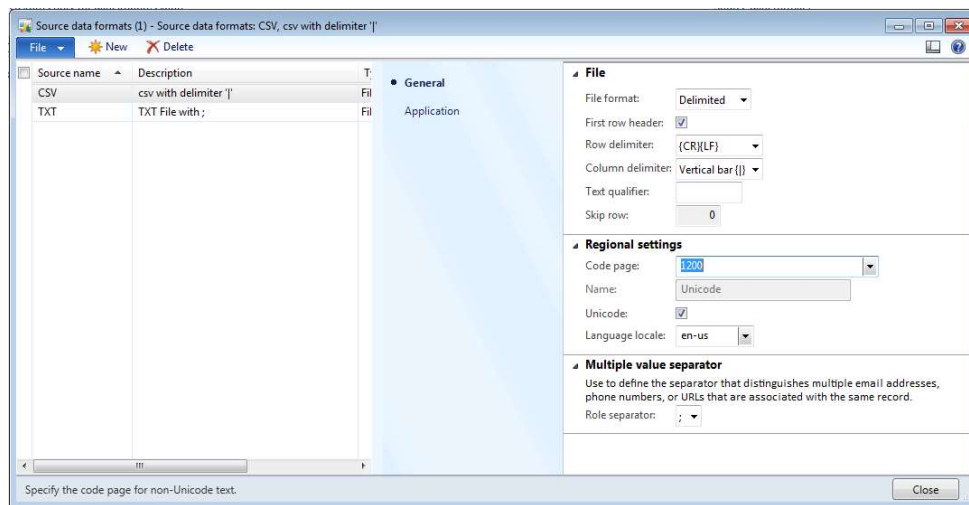 Source data formats (1) - Source data formats: CSV, csv with delimiter '|'
File New Delete
Source name Description
CSV csv with delimiter '|' Fil
TXT TXT File with ; Fil
General
Application
File
File format: Delimited
First row header:
Row delimiter: {CR}{LF}
Column delimiter: Vertical bar {|}
Text qualifier:
Skip row: 0
Regional settings
Code page: 1200
Name: Unicode
Unicode:
Language locale: en-us
Multiple value separator
Use to define the separator that distinguishes multiple email addresses,
phone numbers, or URLs that are associated with the same record.
Role separator: ;
Specify the code page for non-Unicode text.
Close